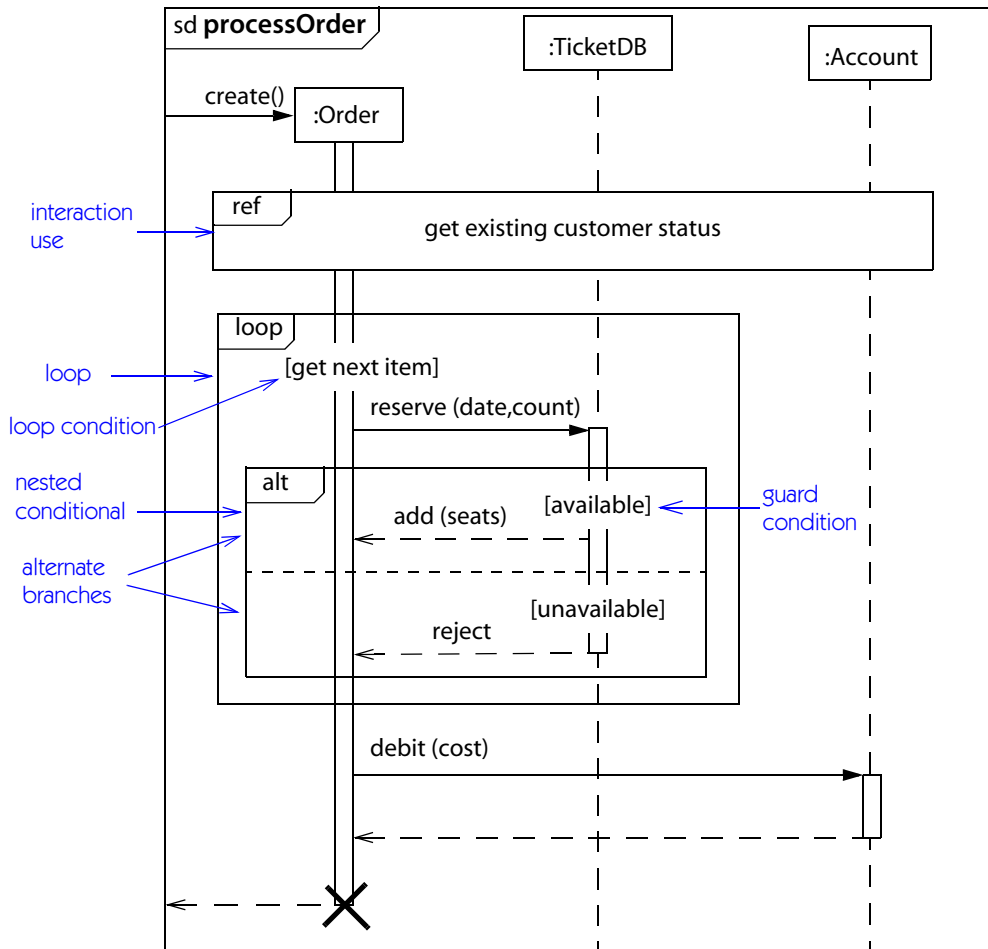 sd processOrder
:TicketDB
:Account
create()
:Order
ref
interaction
use
get existing customer status
loop
[get next item]
loop
reserve (date,count)
loop condition
alt
nested
conditional
[available]
guard
condition
add (seats)
alternate
branches
[unavailable]
reject
debit (cost)